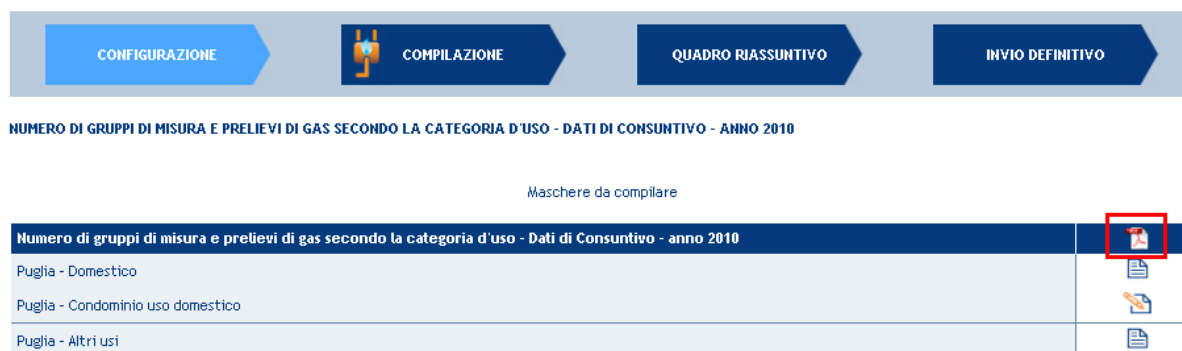 CONFIGURAZIONE
COMPILAZIONE
QUADRO RIASSUNTIVO
INVIO DEFINITIVO
NUMERO DI GRUPPI DI MISURA E PRELIEVI DI GAS SECONDO LA CATEGORIA D'USO - DATI DI CONSUNTIVO - ANNO 2010
Maschere da compilare
Numero di gruppi di misura e prelievi di gas secondo la categoria d'uso - Dati di Consuntivo - anno 2010
Puglia - Domestico
Puglia - Condominio uso domestico
Puglia - Altri usi